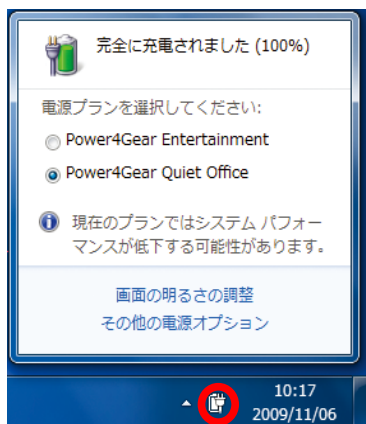 完全に充電されました (100%)
電源プランを選択してください:
Power4Gear Entertainment
Power4Gear Quiet Office
現在のプランではシステム パフォー
マンスが低下する可能性があります。
画面の明るさの調整
その他の電源オプション
10:17
2009/11/06